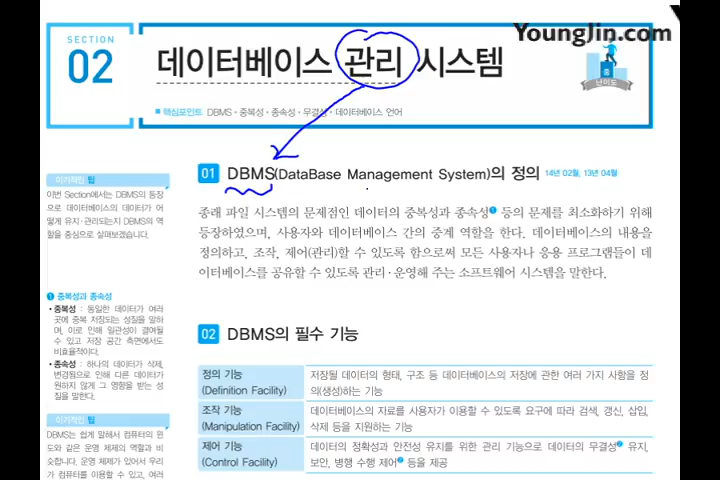 YoungJin.com
SECTION
02
데이터베이스 관리 시스템
중
난이도
■ 핵심포인트 DBMS • 중복성 • 종속성 • 무결성 • 데이터베이스 언어
이기적인 팁
이번 Section에서는 DBMS의 등장
으로 데이터베이스의 데이터가 어
떻게 유지·관리되는지 DBMS의 역
할을 중심으로 살펴보겠습니다.
❶ 중복성과 종속성
• 중복성 : 동일한 데이터가 여러
곳에 중복 저장되는 성질을 말하
며, 이로 인해 일관성이 결여될
수 있고 저장 공간 측면에서도
비효율적이다.
• 종속성 : 하나의 데이터가 삭제,
변경됨으로 인해 다른 데이터가
원하지 않게 그 영향을 받는 성
질을 말한다.
이기적인 팁
DBMS는 쉽게 말해서 컴퓨터의 윈
도와 같은 운영 체제의 역할과 비
슷합니다. 운영 체제가 있어서 우리
가 컴퓨터를 이용할 수 있고, 여러
01 DBMS(DataBase Management System)의 정의 14년 02월, 13년 04월
종래 파일 시스템의 문제점인 데이터의 중복성과 종속성❶ 등의 문제를 최소화하기 위해
등장하였으며, 사용자와 데이터베이스 간의 중계 역할을 한다. 데이터베이스의 내용을
정의하고, 조작, 제어(관리)할 수 있도록 함으로써 모든 사용자나 응용 프로그램들이 데
이터베이스를 공유할 수 있도록 관리·운영해 주는 소프트웨어 시스템을 말한다.
02 DBMS의 필수 기능
정의 기능
(Definition Facility)
저장될 데이터의 형태, 구조 등 데이터베이스의 저장에 관한 여러 가지 사항을 정
의(생성)하는 기능
조작 기능
(Manipulation Facility)
데이터베이스의 자료를 사용자가 이용할 수 있도록 요구에 따라 검색, 갱신, 삽입,
삭제 등을 지원하는 기능
제어 기능
(Control Facility)
데이터의 정확성과 안전성 유지를 위한 관리 기능으로 데이터의 무결성❷ 유지,
보안, 병행 수행 제어❸ 등을 제공